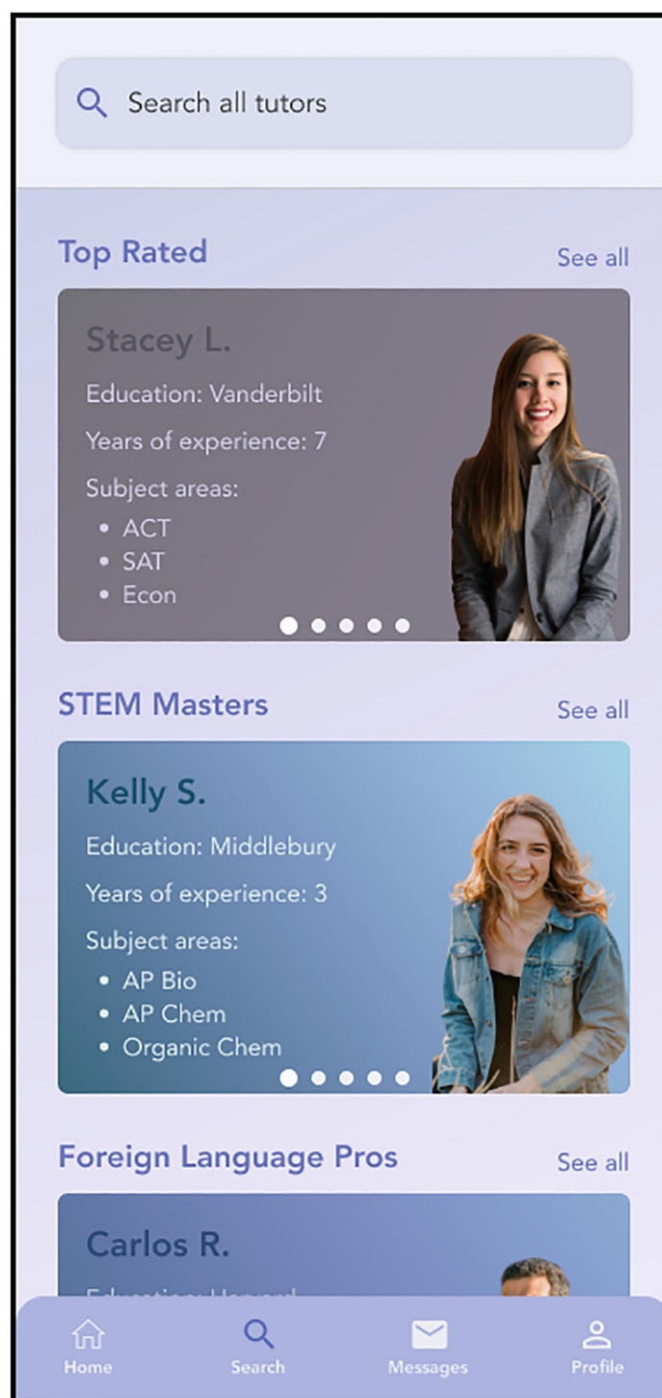 Search all tutors
Top Rated
See all
Stacey L.
Education: Vanderbilt
Years of experience: 7
Subject areas:
• ACT
• SAT
• Econ
STEM Masters
See all
Kelly S.
Education: Middlebury
Years of experience: 3
Subject areas:
• AP Bio
• AP Chem
• Organic Chem
Foreign Language Pros
See all
Carlos R.
Education: Harvard
Home
Search
Messages
Profile